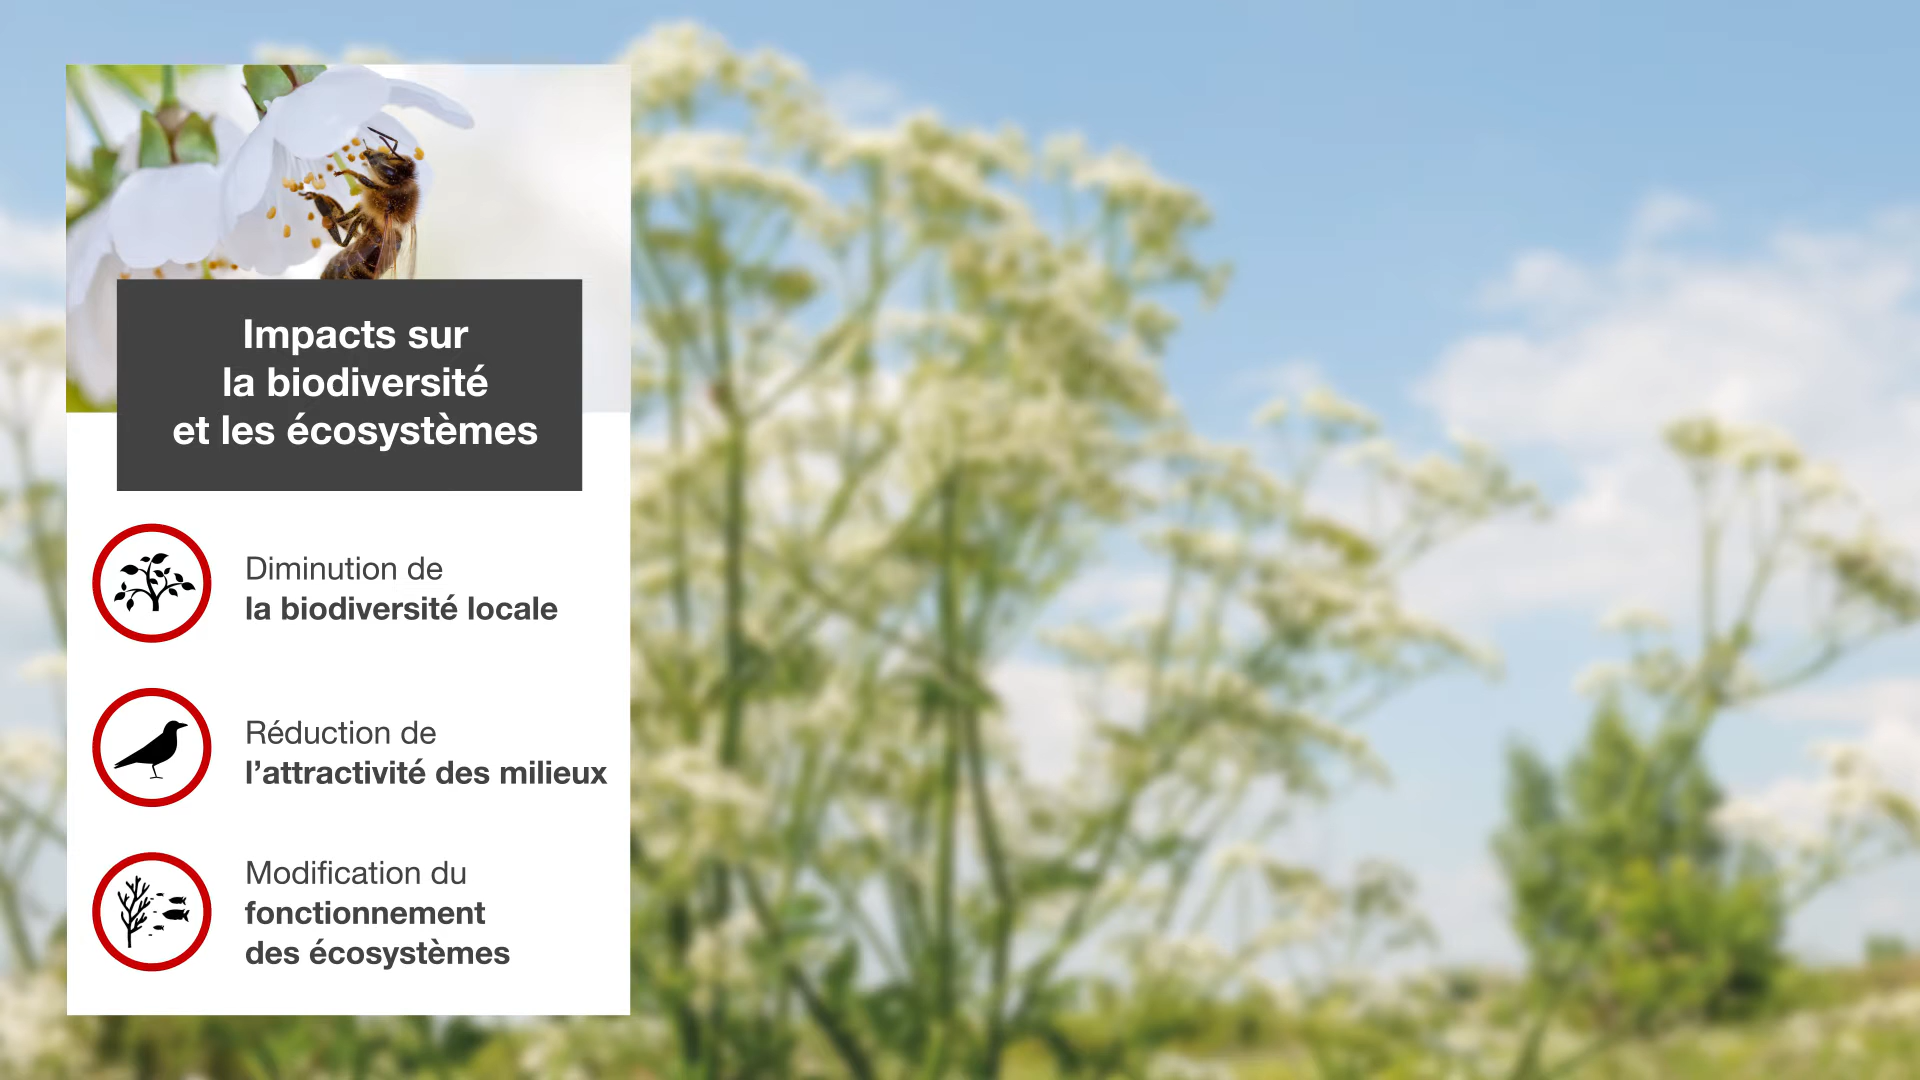 Impacts sur
la biodiversité
et les écosystèmes
Diminution de
la biodiversité locale
Réduction de
l’attractivité des milieux
Modification du
fonctionnement
des écosystèmes